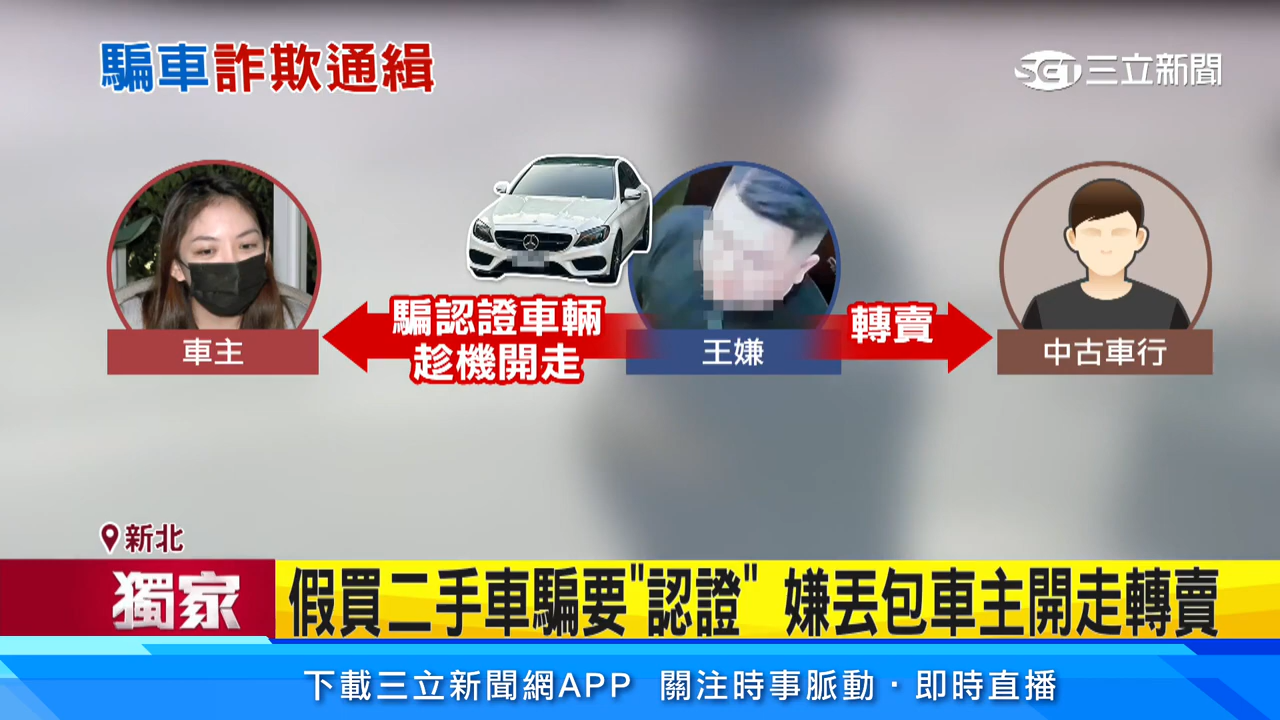 騙車詐欺通緝
SET三立新聞
騙認證車輛
趁機開走
轉賣
車主
王嫌
中古車行
新北
獨家
假買二手車騙要"認證" 嫌丟包車主開走轉賣
下載三立新聞網APP 關注時事脈動·即時直播